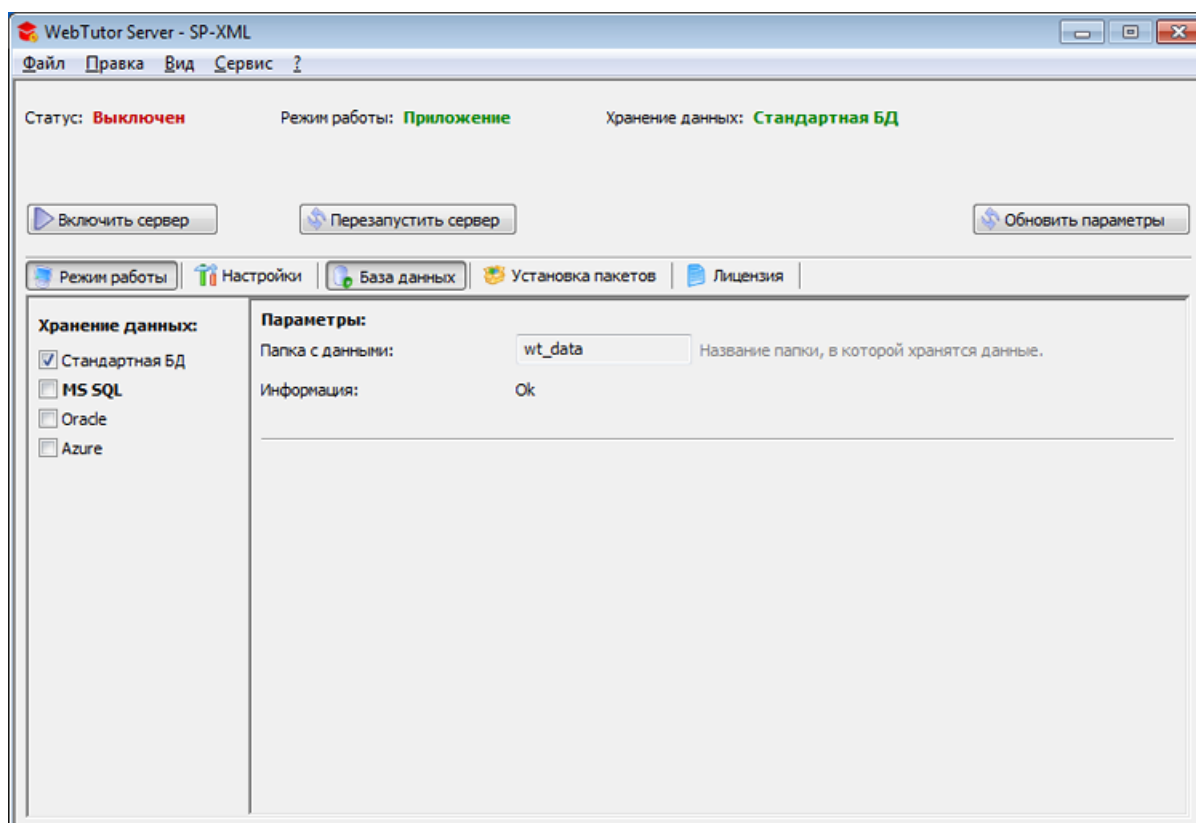 WebTutor Server - SP-XML
Файл Правка Вид Сервис ?
Статус: Выключен Режим работы: Приложение Хранение данных: Стандартная БД
Включить сервер Перезапустить сервер Обновить параметры
Режим работы Настройки База данных Установка пакетов Лицензия
Хранение данных: Параметры:
Стандартная БД Папка с данными: wt_data Название папки, в которой хранятся данные.
MS SQL Информация: Ok
Oracle
Azure